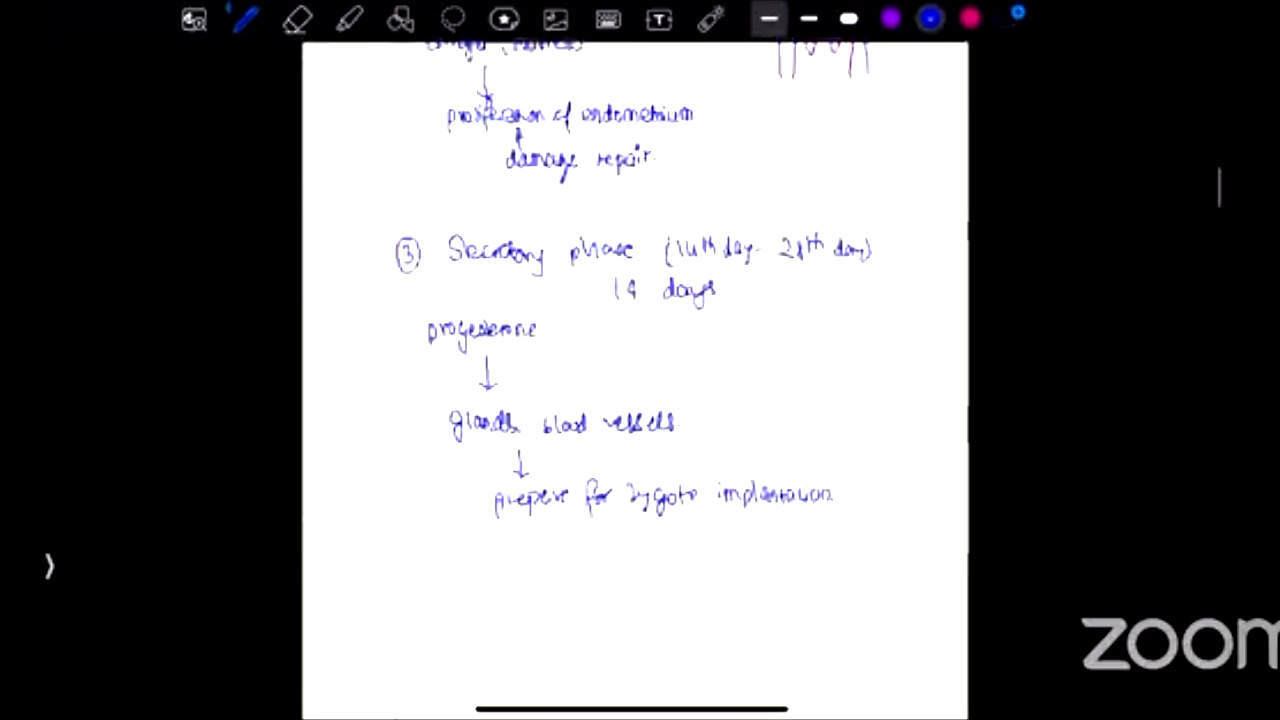 of endometrium
damage repair
③ Secretory phase (14th day - 28th day)
14 days
progesterone
↓
glands blood vessels
↓
prepare for zygote implantation
zoom